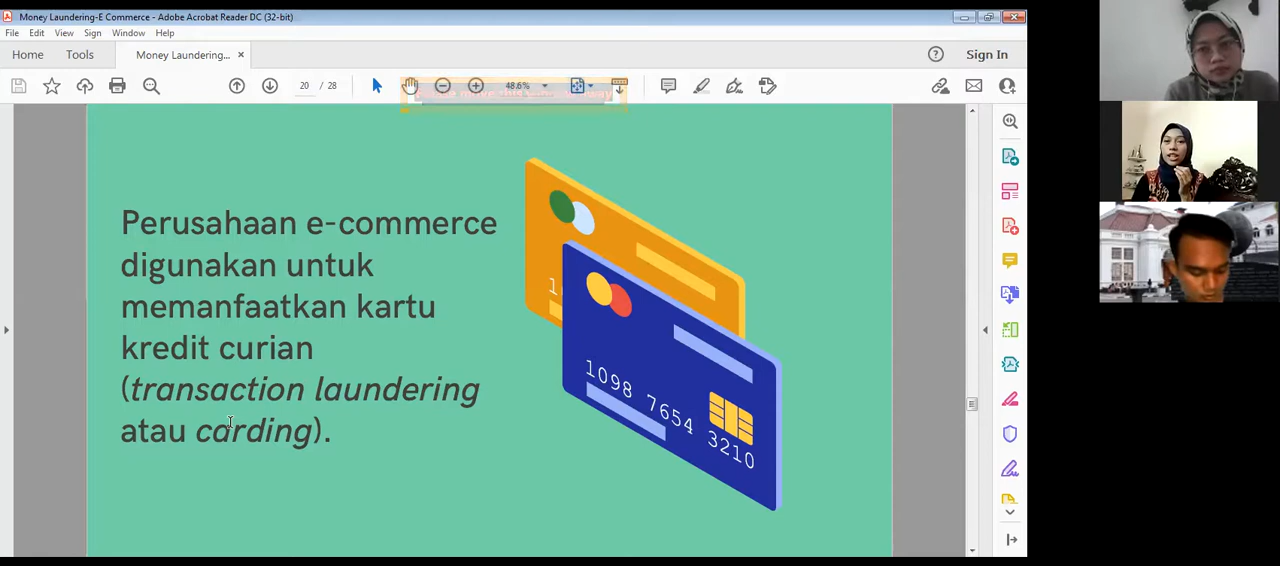 Money Laundering-E Commerce - Adobe Acrobat Reader DC (32-bit)
File Edit View Sign Window Help
Home Tools Money Laundering... × Sign In
20 / 28 48.6%
Perusahaan e-commerce
digunakan untuk
memanfaatkan kartu
kredit curian
(transaction laundering
atau carding).
1098 7654 3210